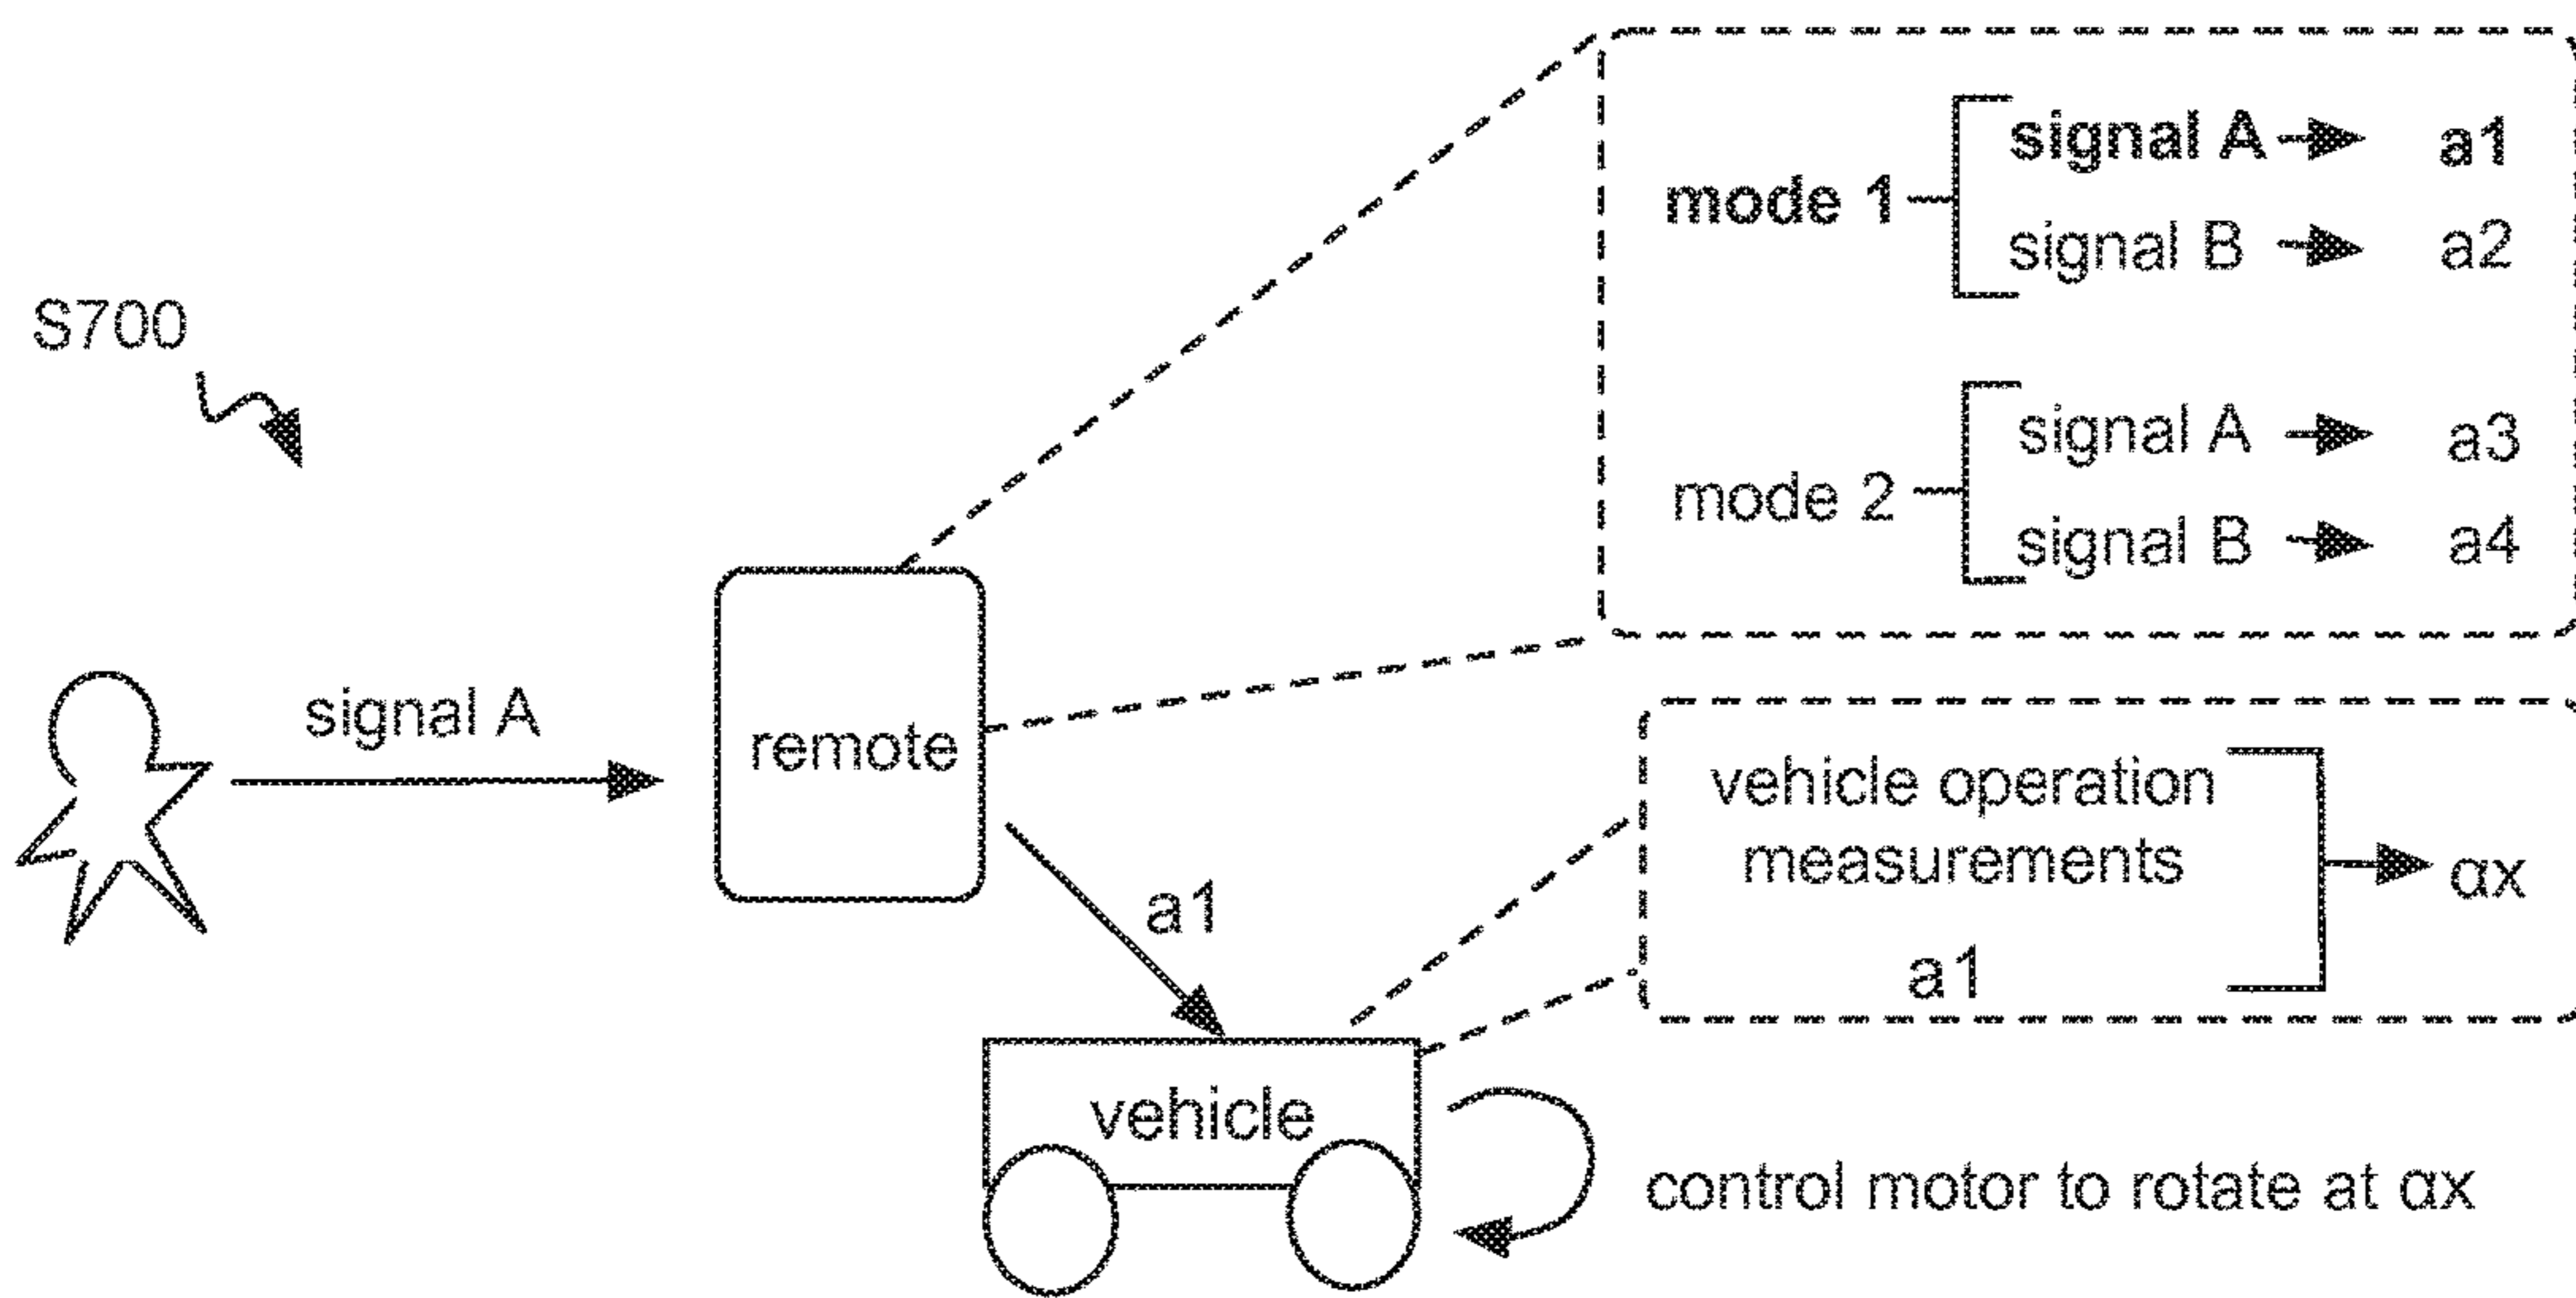 signal A a1
mode 1
signal B a2
S700
signal A a3
mode 2
signal B a4
signal A
remote
vehicle operation
measurements
αx
a1
a1
vehicle
control motor to rotate at αx